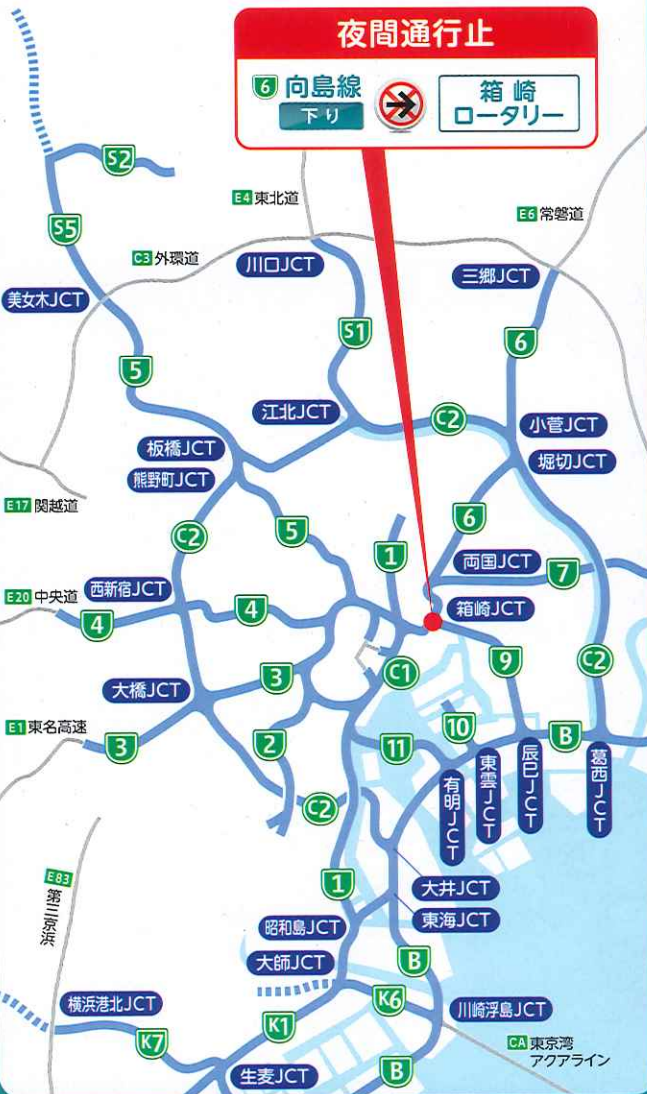 夜間通行止
6 向島線
下り
箱崎
ロータリー
S2
E4 東北道
E6 常磐道
S5
C3 外環道
川口JCT
三郷JCT
美女木JCT
S1
6
5
江北JCT
C2
小菅JCT
板橋JCT
堀切JCT
熊野町JCT
E17 関越道
5
6
C2
1
両国JCT
7
E20 中央道
西新宿JCT
箱崎JCT
4
4
9
C1
C2
3
大橋JCT
10
E1 東名高速
3
2
11
B
有明JCT
東雲JCT
辰巳JCT
葛西JCT
C2
E83
第三京浜
1
大井JCT
昭和島JCT
東海JCT
大師JCT
B
横浜港北JCT
K6
川崎浮島JCT
K1
K7
CA 東京湾
アクアライン
生麦JCT
B